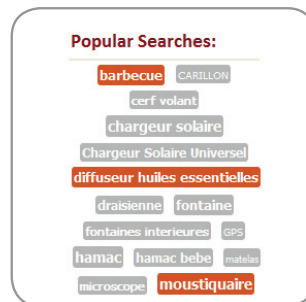 Popular Searches:
barbecue CARILLON
cerf volant
chargeur solaire
Chargeur Solaire Universel
diffuseur huiles essentielles
draisienne fontaine
fontaines interieures GPS
hamac hamac bebe matelas
microscope moustiquaire